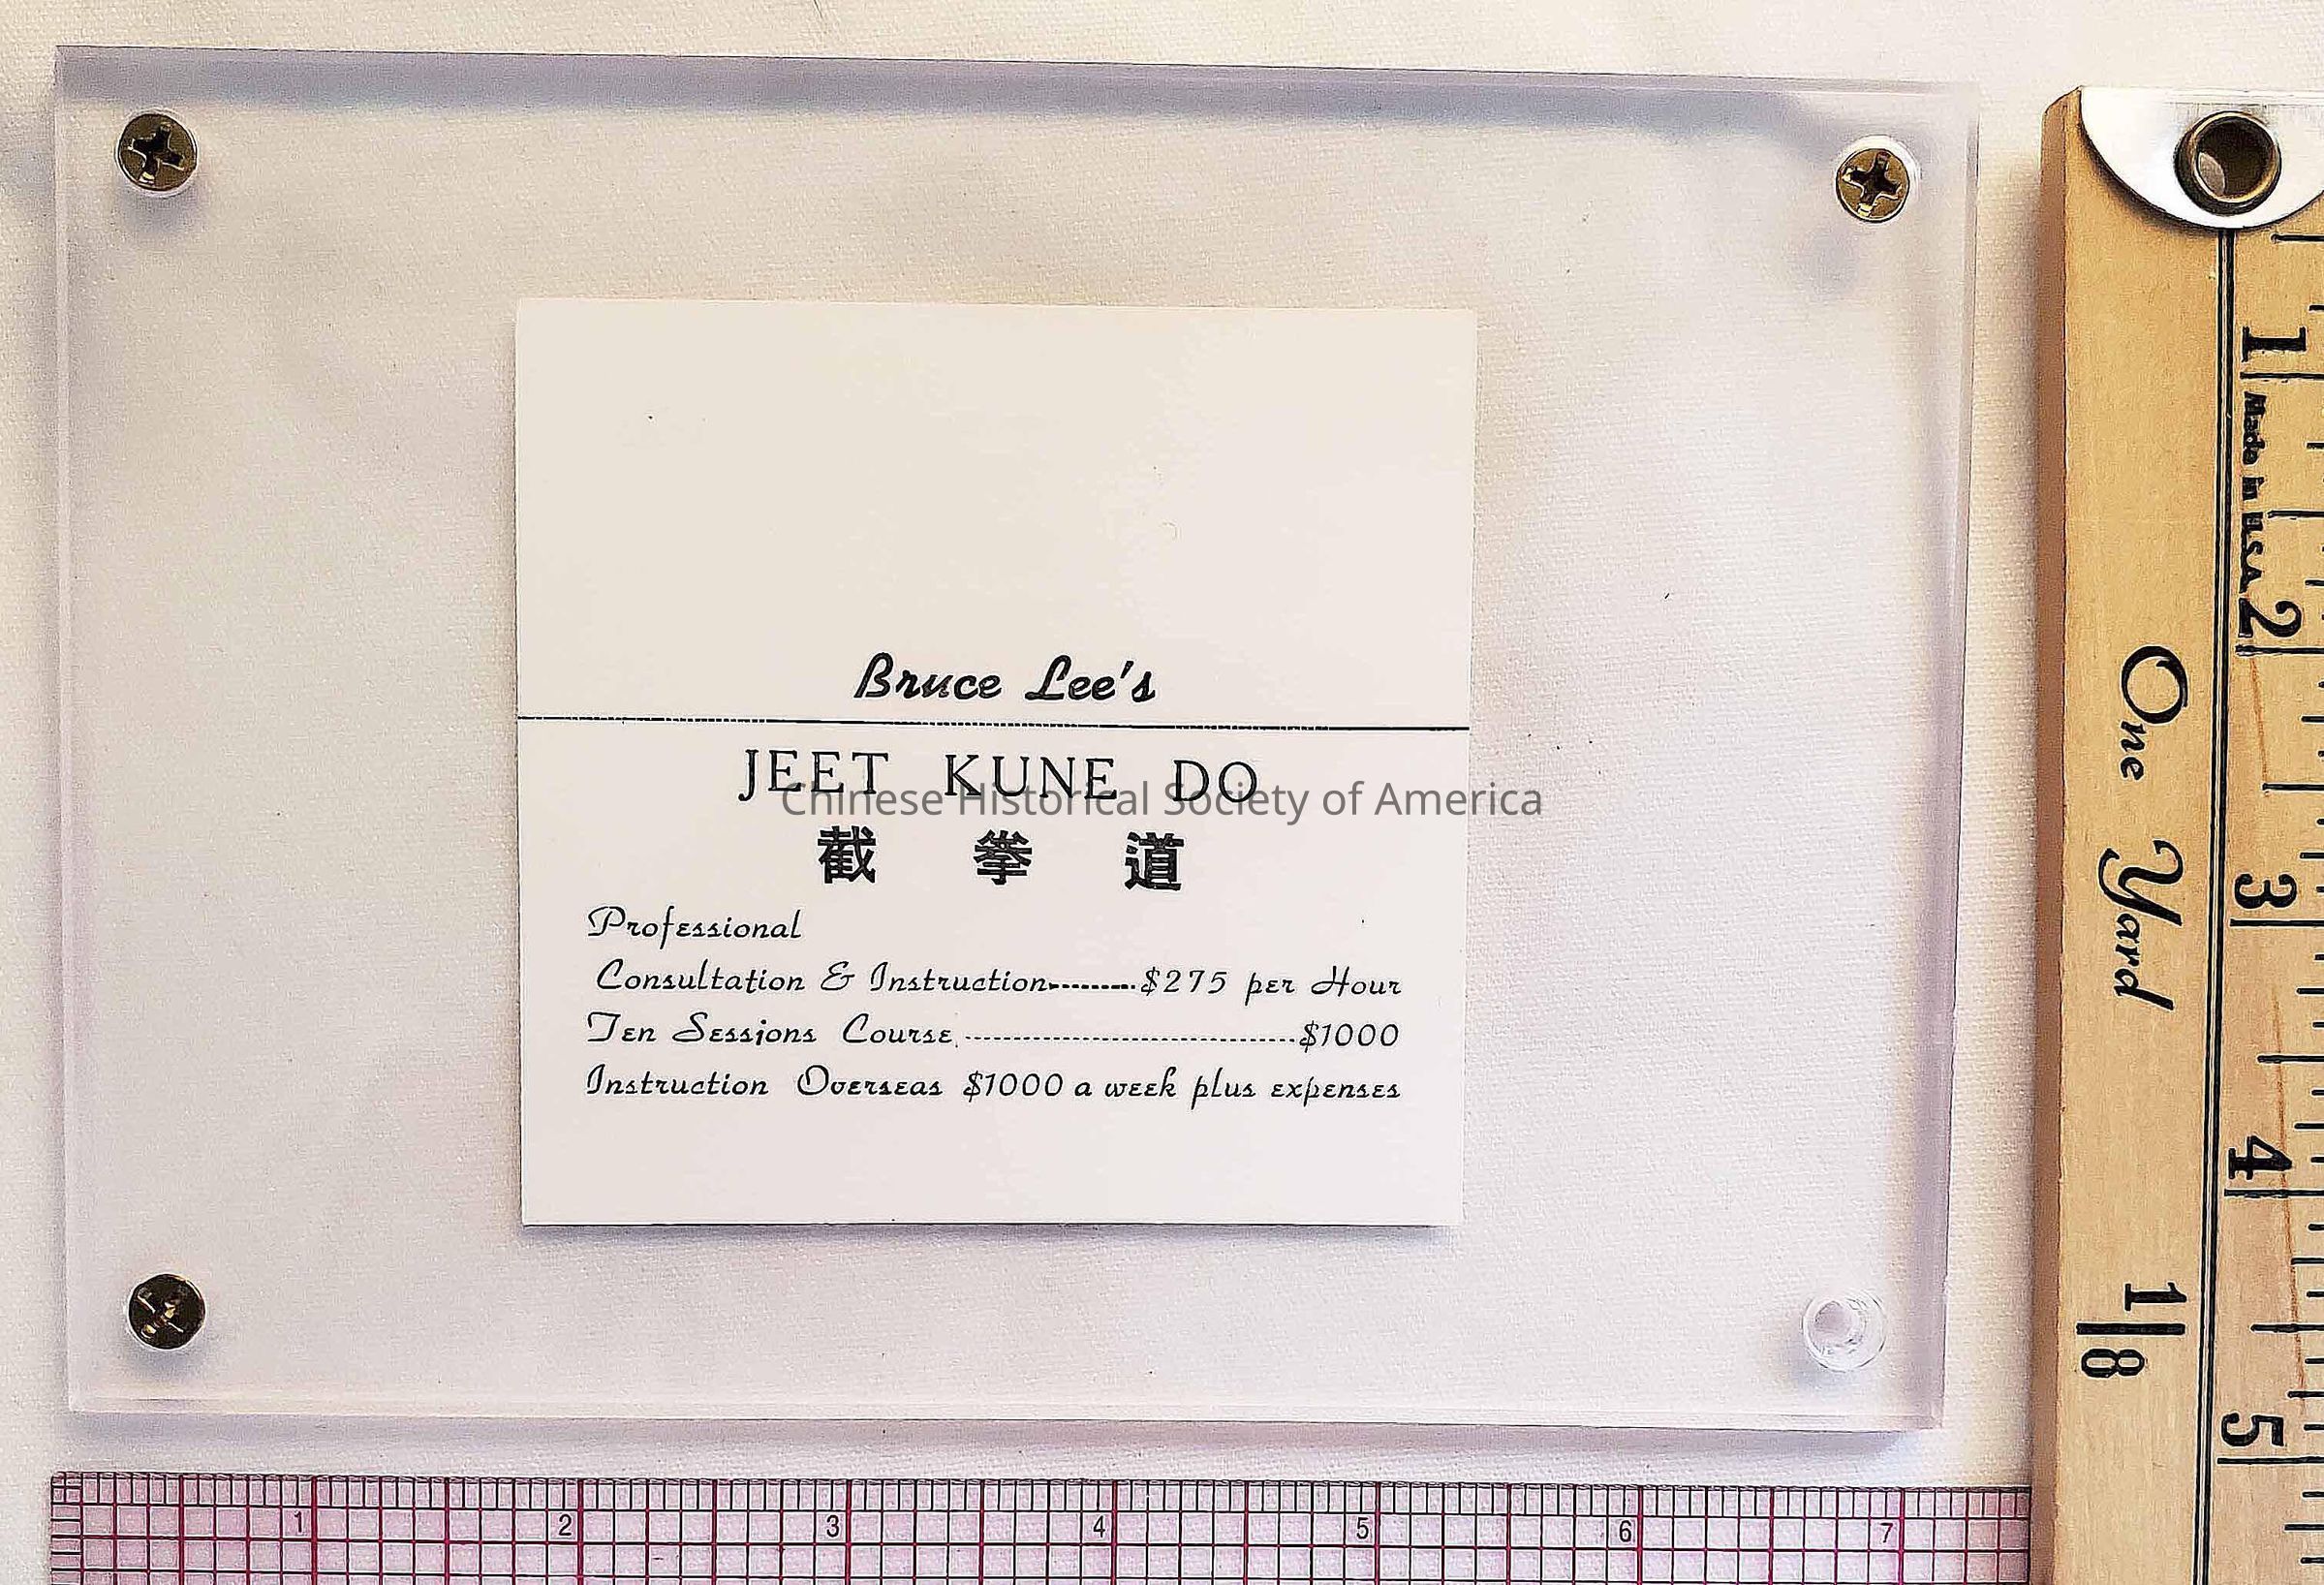 Bruce Lee's
JEET KUNE DO
Chinese Historical Society of America
截 拳 道
Professional
Consultation & Instruction---------$275 per Hour
Ten Sessions Course ----------------------------------$1000
Instruction Overseas $1000 a week plus expenses
1 Made in U.S.A. 2 3 4 5
One Yard
1
8
1 2 3 4 5 6 7